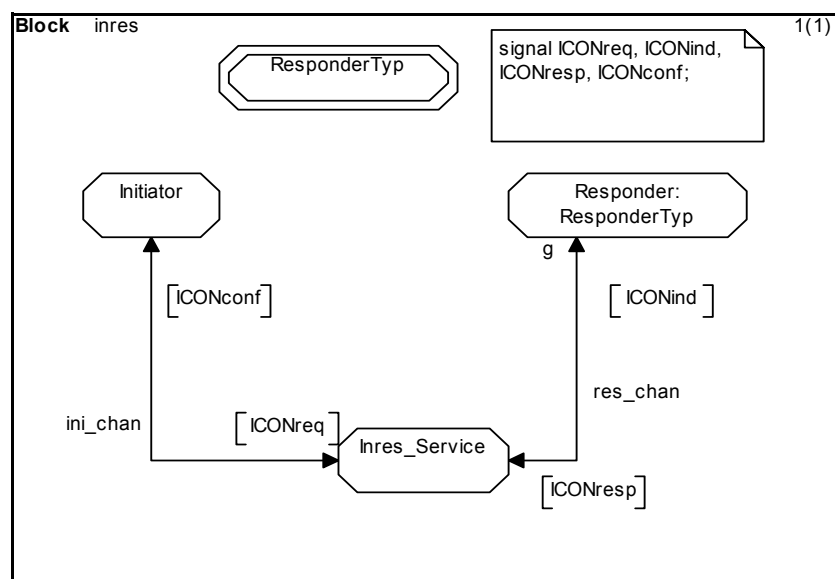 Block inres 1(1)
ResponderTyp
signal ICONreq, ICONind,
ICONresp, ICONconf;
Initiator
Responder:
ResponderTyp
g
[ICONconf]
[ICONind ]
res_chan
ini_chan
[ICONreq]
Inres_Service
[ICONresp]